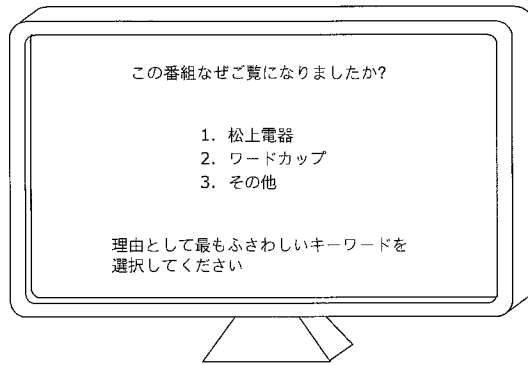 この番組なぜご覧になりましたか?
1. 松上電器
2. ワードカップ
3. その他
理由として最もふさわしいキーワードを
選択してください